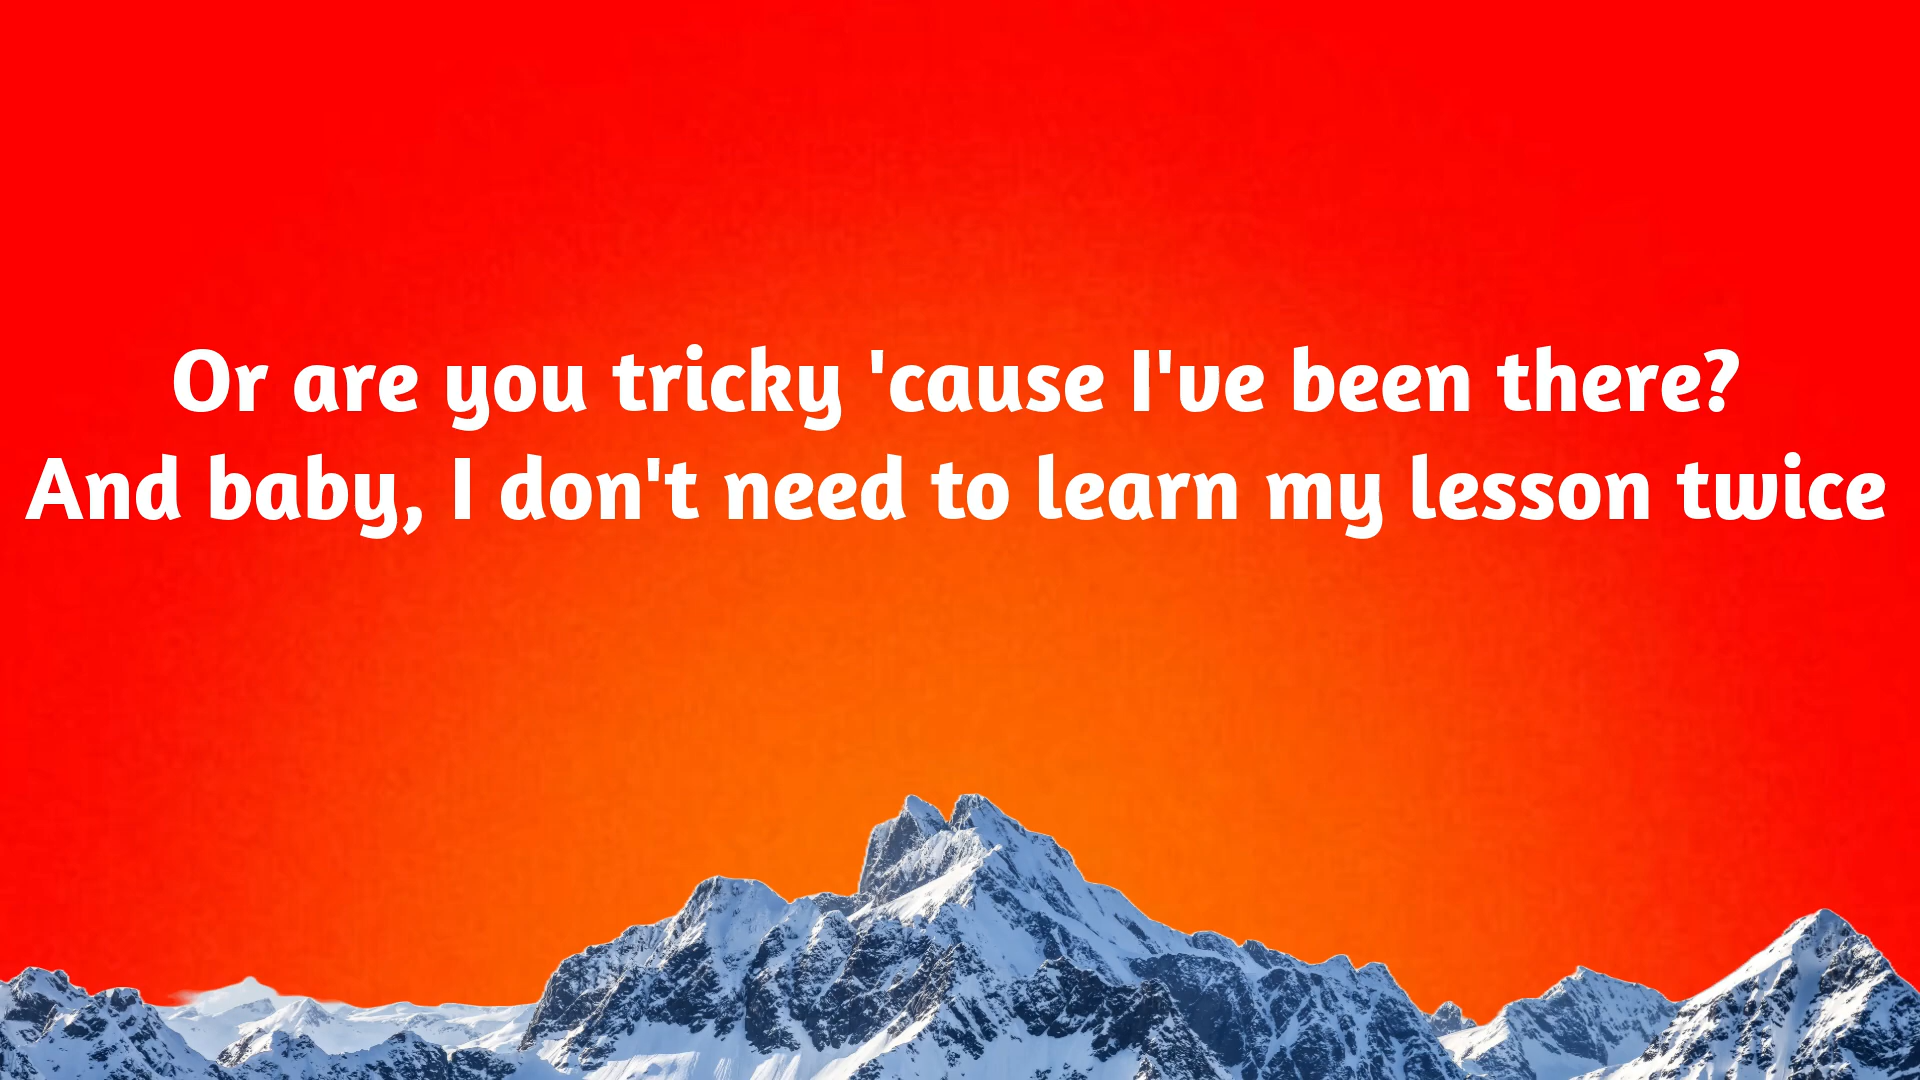 Or are you tricky 'cause I've been there?
And baby, I don't need to learn my lesson twice